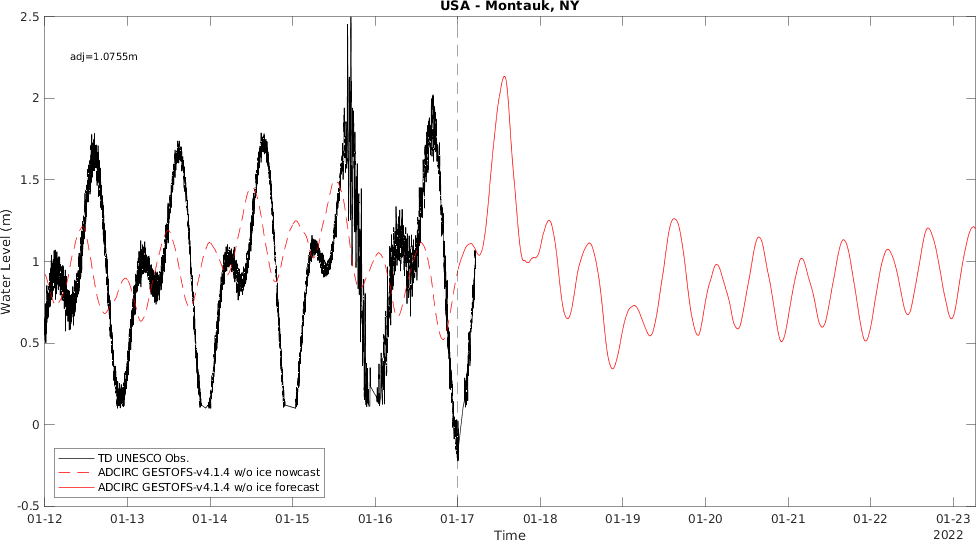 USA - Montauk, NY
2.5
2
1.5
1
0.5
0
-0.5
Water Level (m)
adj=1.0755m
TD UNESCO Obs.
ADCIRC GESTOFS-v4.1.4 w/o ice nowcast
ADCIRC GESTOFS-v4.1.4 w/o ice forecast
01-12 01-13 01-14 01-15 01-16 01-17 01-18 01-19 01-20 01-21 01-22 01-23
Time
2022